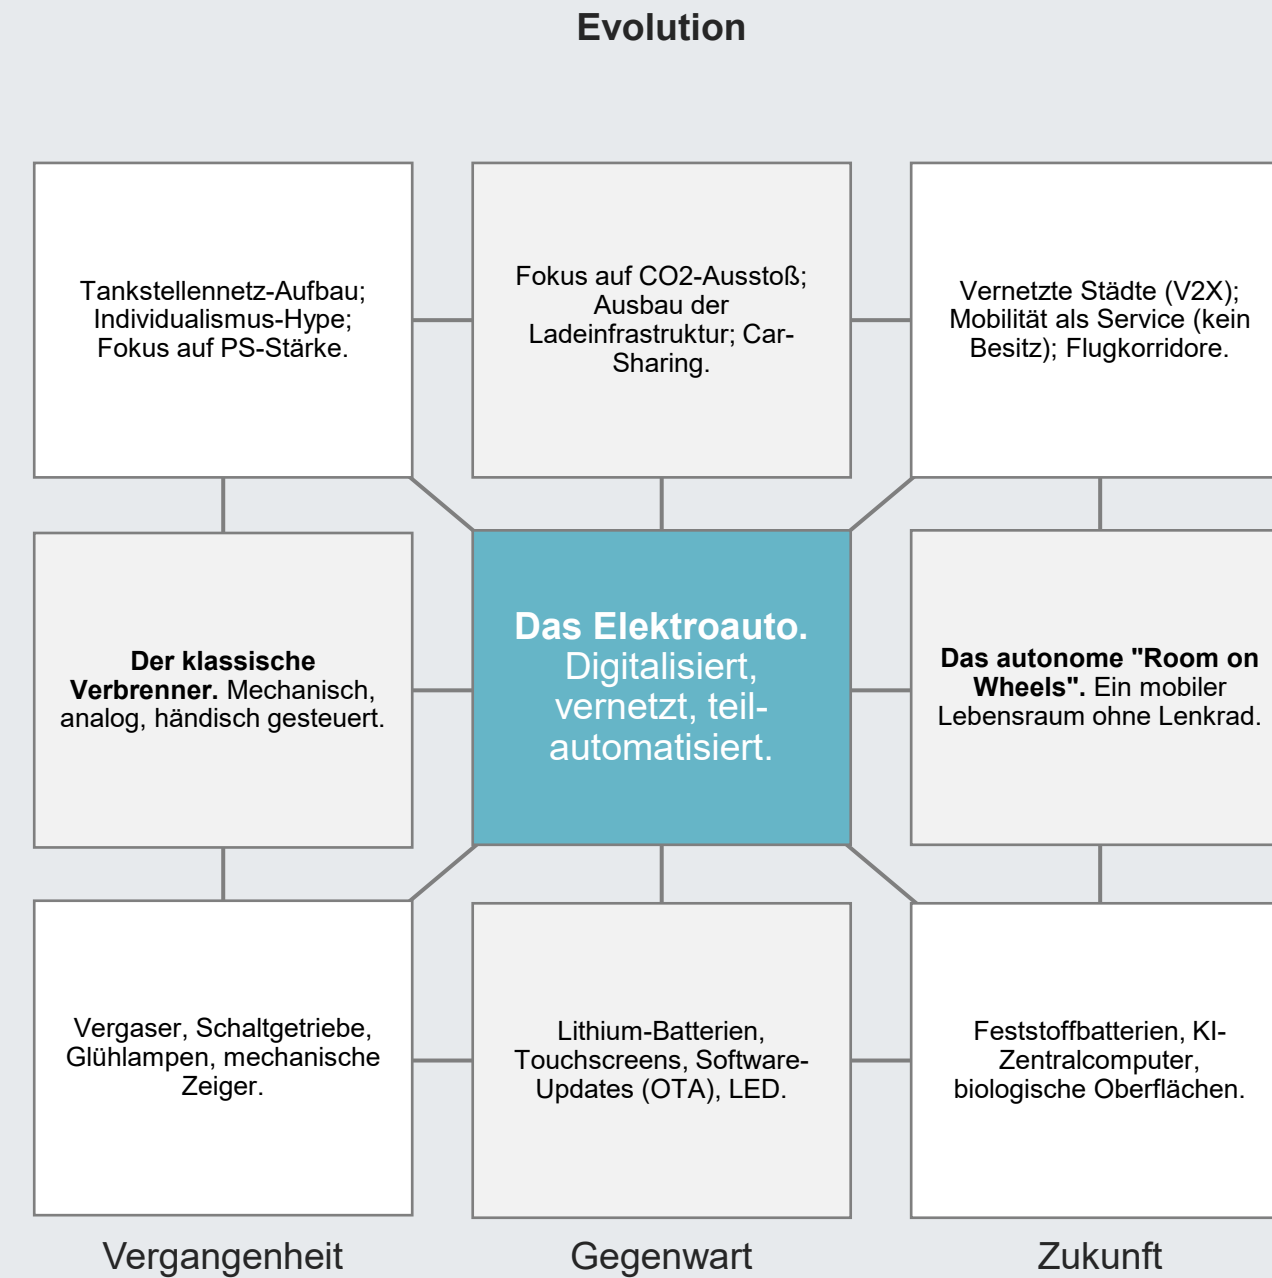 Evolution
Tankstellennetz-Aufbau;
Individualismus-Hype;
Fokus auf PS-Stärke.
Fokus auf CO2-Ausstoß;
Ausbau der
Ladeinfrastruktur; Car-
Sharing.
Vernetzte Städte (V2X);
Mobilität als Service (kein
Besitz); Flugkorridore.
Der klassische
Verbrenner. Mechanisch,
analog, händisch gesteuert.
Das Elektroauto.
Digitalisiert,
vernetzt, teil-
automatisiert.
Das autonome "Room on
Wheels". Ein mobiler
Lebensraum ohne Lenkrad.
Vergaser, Schaltgetriebe,
Glühlampen, mechanische
Zeiger.
Lithium-Batterien,
Touchscreens, Software-
Updates (OTA), LED.
Feststoffbatterien, KI-
Zentralcomputer,
biologische Oberflächen.
Vergangenheit
Gegenwart
Zukunft